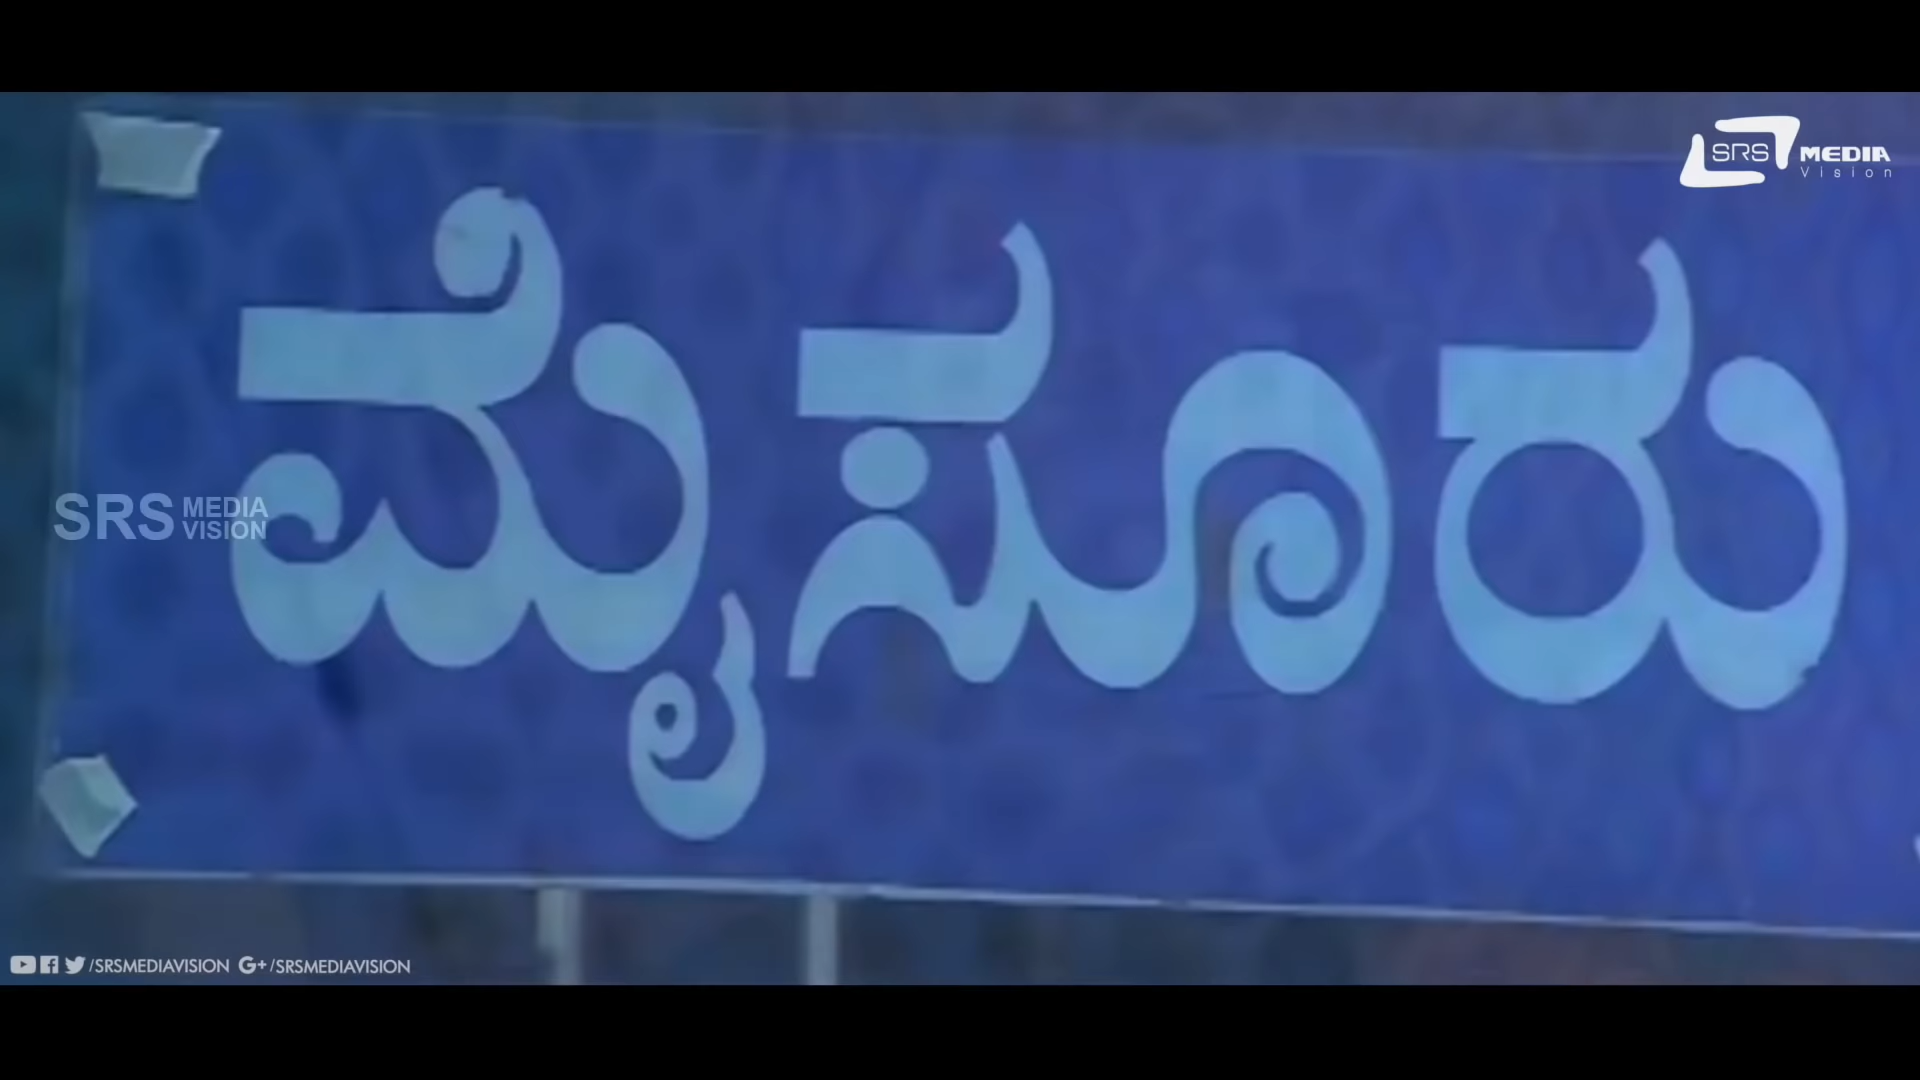 SRS MEDIA
Vision
ಮೈಸೂರು
SRS MEDIA
VISION
/SRSMEDIAVISION G+/SRSMEDIAVISION